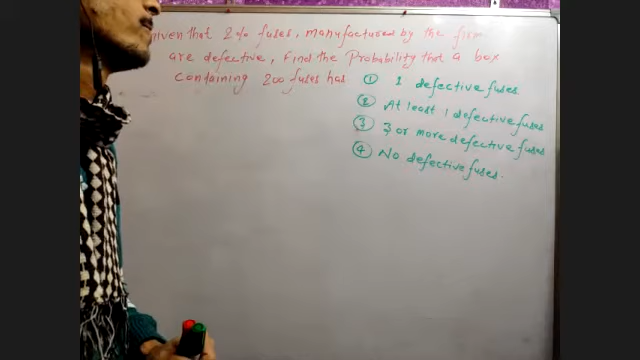 given that 2% fuses, manufactured by the firm
are defective, Find the Probability that a box
containing 200 fuses has ① 1 defective fuses
② At least 1 defective fuses
③ 3 or more defective fuses
④ No defective fuses.